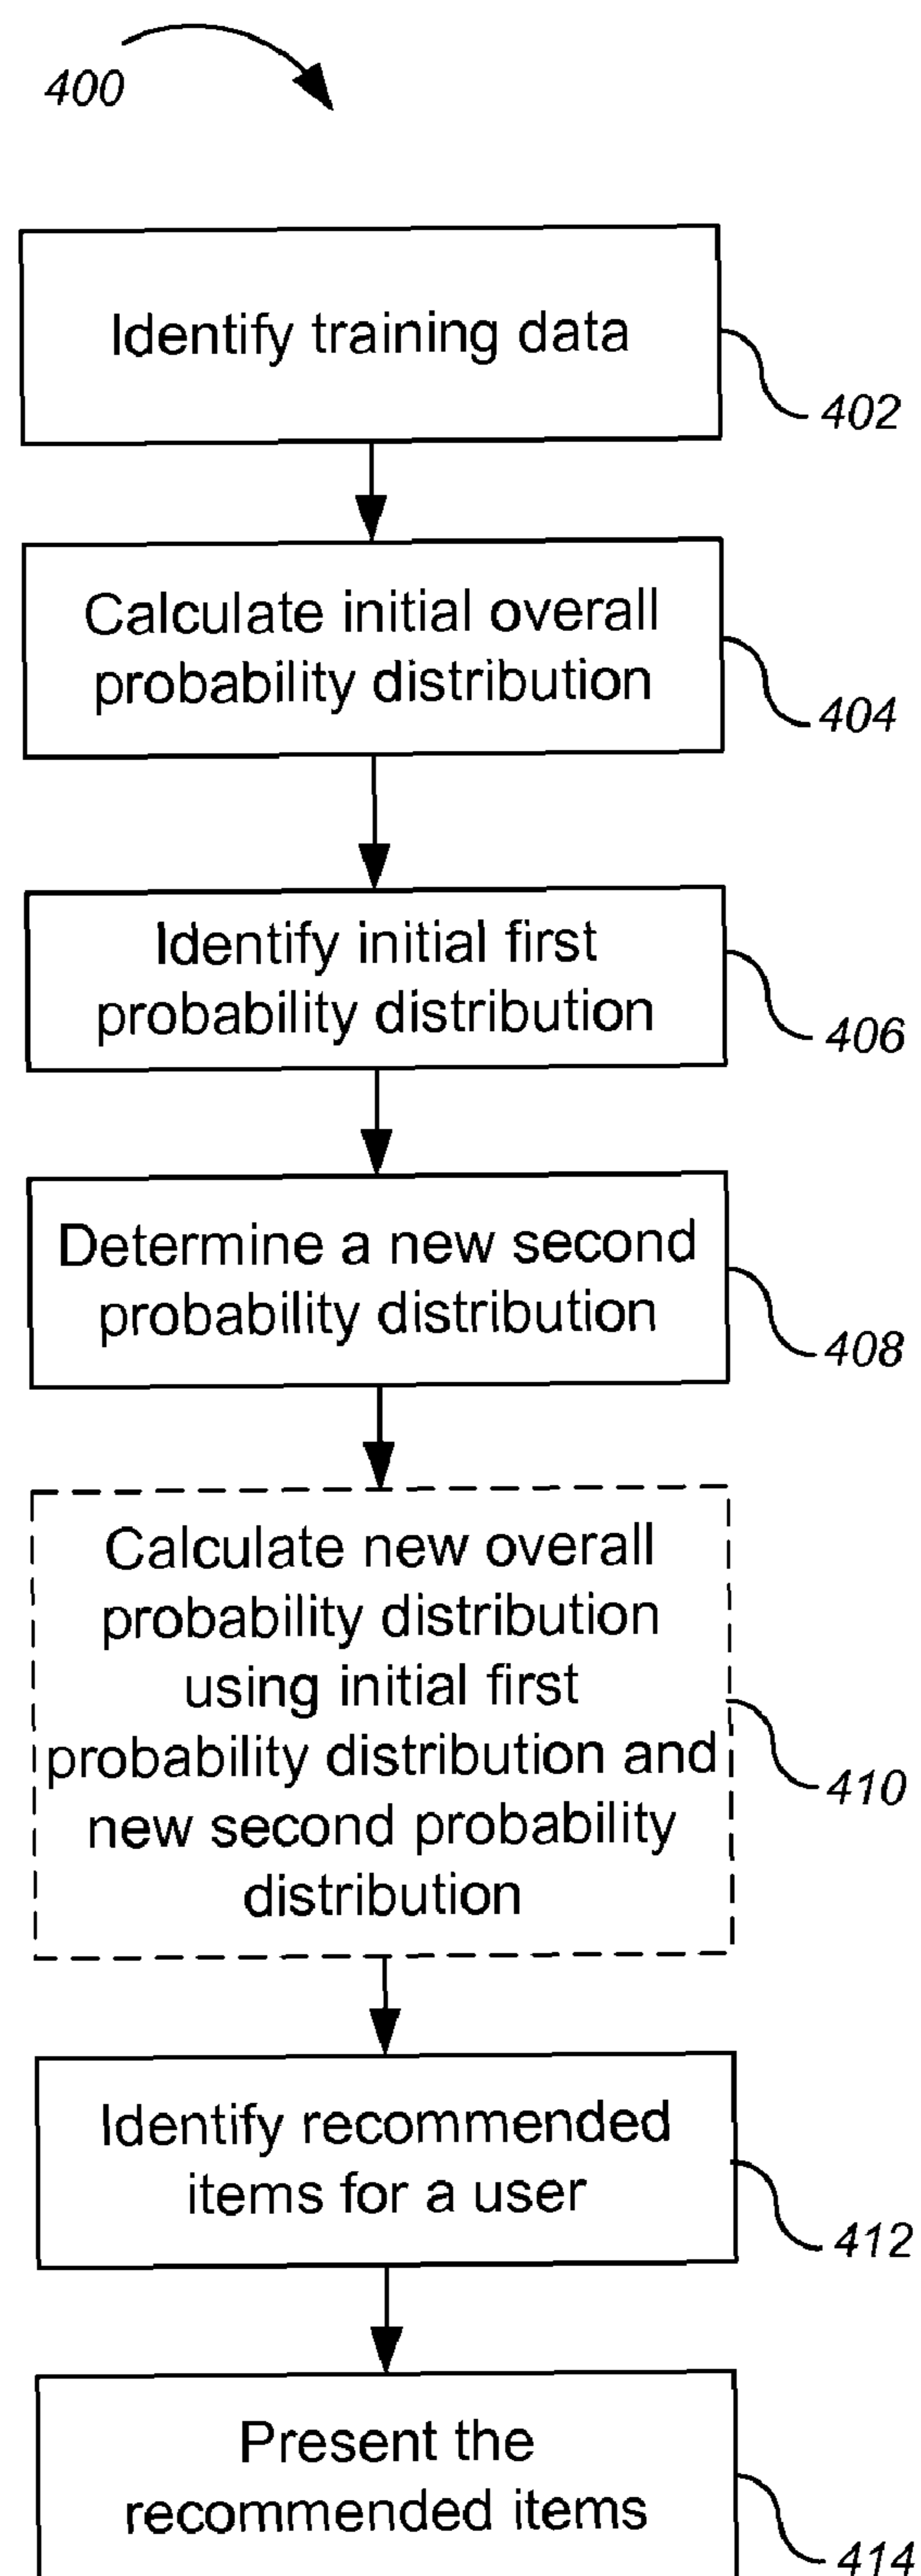 400
Identify training data
402
Calculate initial overall
probability distribution
404
Identify initial first
probability distribution
406
Determine a new second
probability distribution
408
Calculate new overall
probability distribution
using initial first
probability distribution and
new second probability
distribution
410
Identify recommended
items for a user
412
Present the
recommended items
414